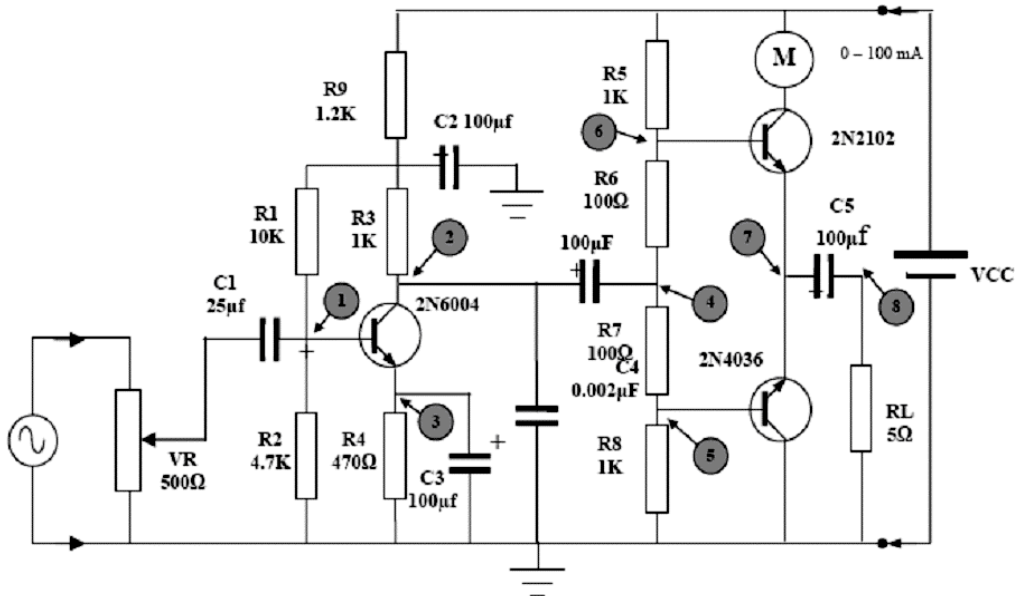 R9
1.2K
C2 100µf
R5
1K
M
0 – 100 mA
6
2N2102
R1
10K
R3
1K
2
R6
100Ω
C5
100µf
7
100µF
+
+
C1
25µf
1
2N6004
4
8
VCC
+
+
R7
100Ω
C4
0.002µF
2N4036
3
+
VR
500Ω
R2
4.7K
R4
470Ω
C3
100µf
R8
1K
5
RL
5Ω